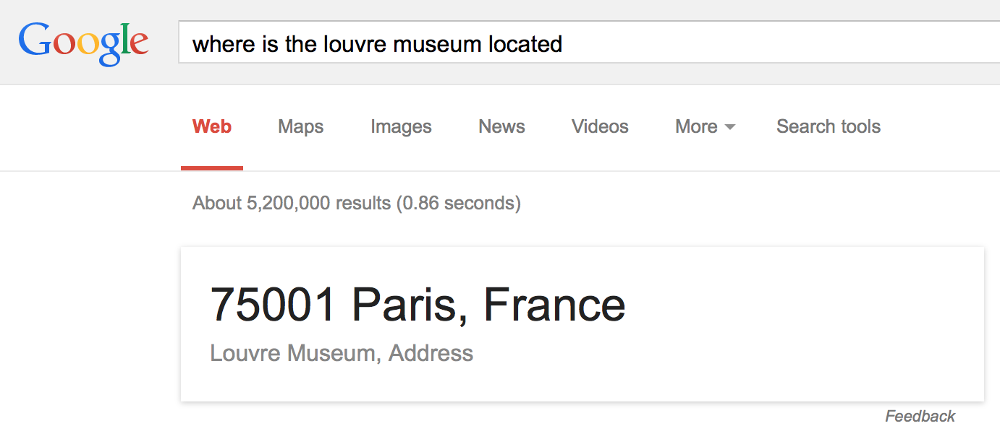 Google where is the louvre museum located
Web Maps Images News Videos More Search tools
About 5,200,000 results (0.86 seconds)
75001 Paris, France
Louvre Museum, Address
Feedback